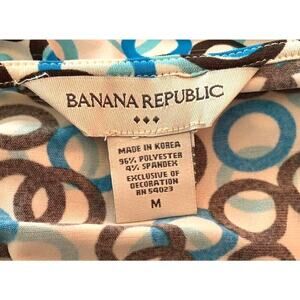 BANANA REPUBLIC
MADE IN KOREA
96% POLYESTER
4% SPANDEX
EXCLUSIVE OF
DECORATION
RN 54023
M